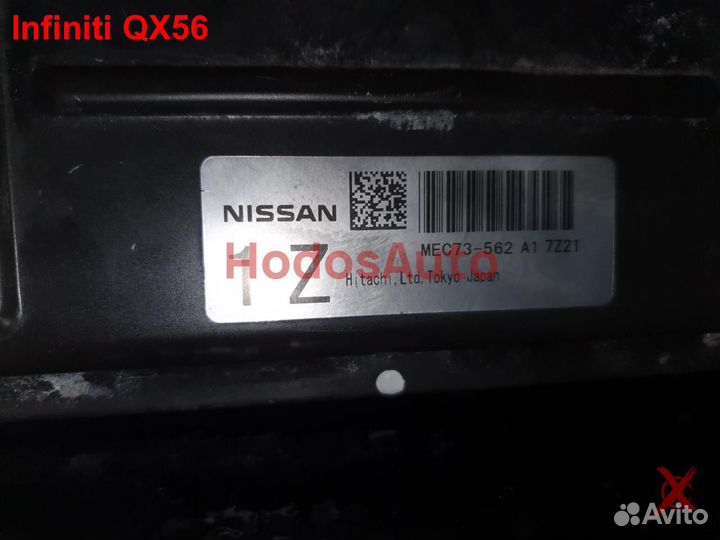 Infiniti QX56
NISSAN
MEC73-562 A1 7Z21
1Z
HodosAuto
Hitachi,Ltd.Tokyo Japan
Avito